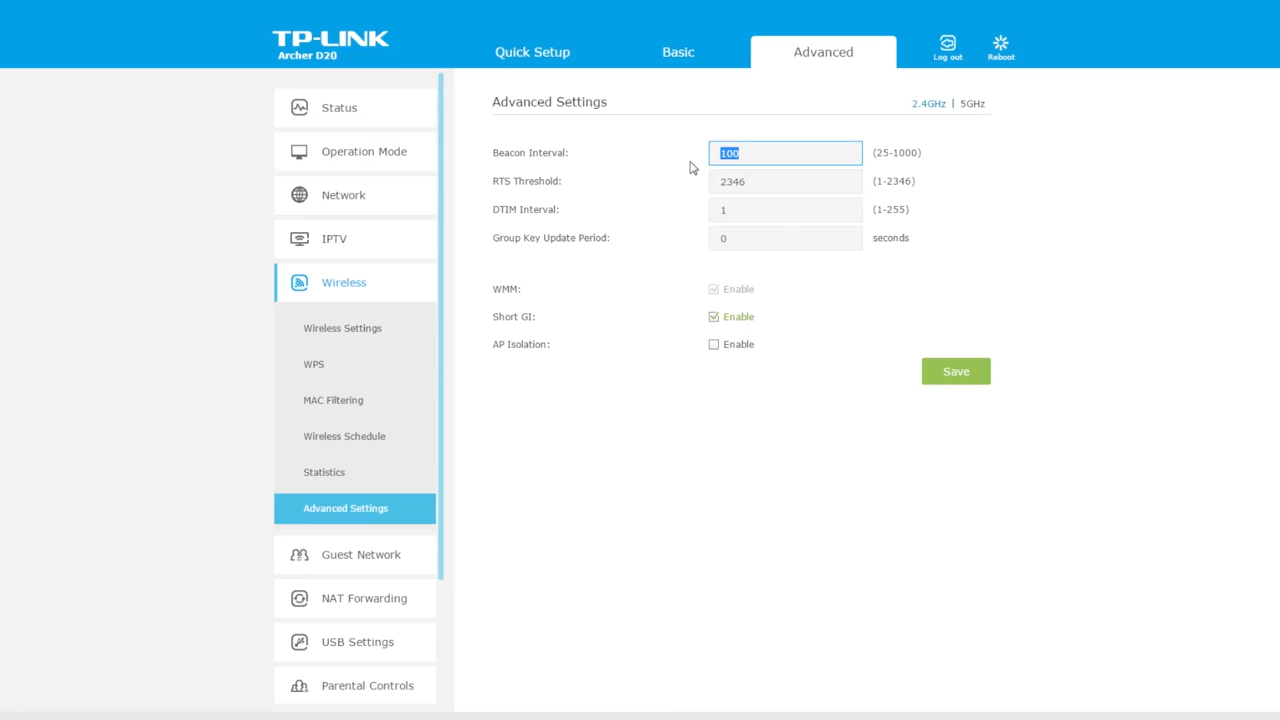 TP-LINK
Archer D20
Quick Setup
Basic
Advanced
Log out
Reboot
Status
Operation Mode
Network
IPTV
Wireless
Wireless Settings
WPS
MAC Filtering
Wireless Schedule
Statistics
Advanced Settings
Guest Network
NAT Forwarding
USB Settings
Parental Controls
Advanced Settings
2.4GHz | 5GHz
Beacon Interval: 100 (25-1000)
RTS Threshold: 2346 (1-2346)
DTIM Interval: 1 (1-255)
Group Key Update Period: 0 seconds
WMM: Enable
Short GI: Enable
AP Isolation: Enable
Save